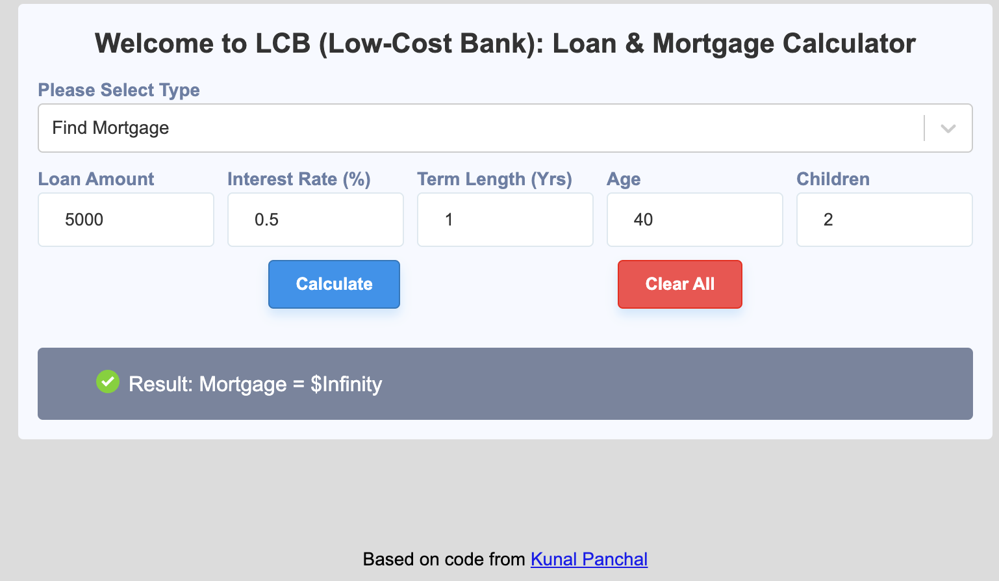 Welcome to LCB (Low-Cost Bank): Loan & Mortgage Calculator
Please Select Type
Find Mortgage
Loan Amount Interest Rate (%) Term Length (Yrs) Age Children
5000 0.5 1 40 2
Calculate Clear All
Result: Mortgage = $Infinity
Based on code from Kunal Panchal